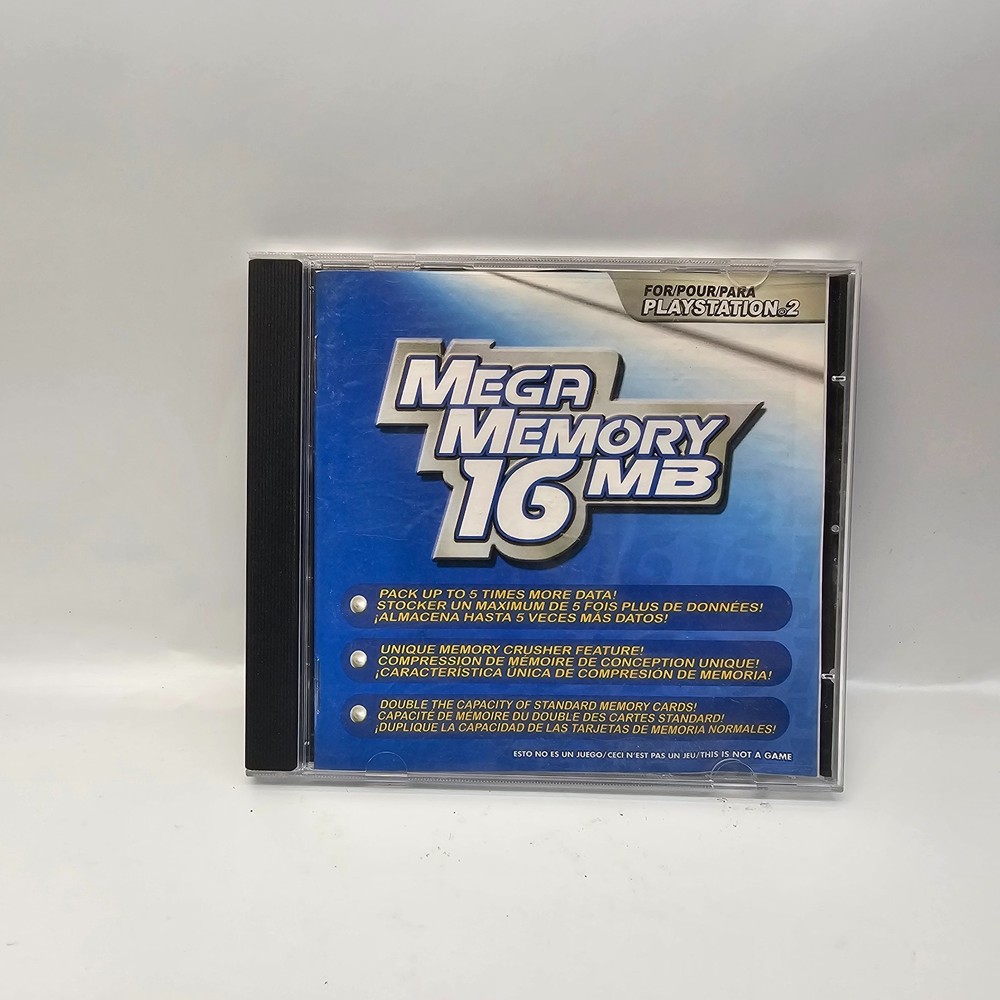 FOR/POUR/PARA
PLAYSTATION®2
MEGA
MEMORY
16 MB
PACK UP TO 5 TIMES MORE DATA!
STOCKER UN MAXIMUM DE 5 FOIS PLUS DE DONNÉES!
¡ALMACENA HASTA 5 VECES MÁS DATOS!
UNIQUE MEMORY CRUSHER FEATURE!
COMPRESSION DE MÉMOIRE DE CONCEPTION UNIQUE!
¡CARACTERÍSTICA ÚNICA DE COMPRESIÓN DE MEMORIA!
DOUBLE THE CAPACITY OF STANDARD MEMORY CARDS!
CAPACITÉ DE MÉMOIRE DU DOUBLE DES CARTES STANDARD!
¡DUPLIQUE LA CAPACIDAD DE LAS TARJETAS DE MEMORIA NORMALES!
ESTO NO ES UN JUEGO/CECI N'EST PAS UN JEU/THIS IS NOT A GAME